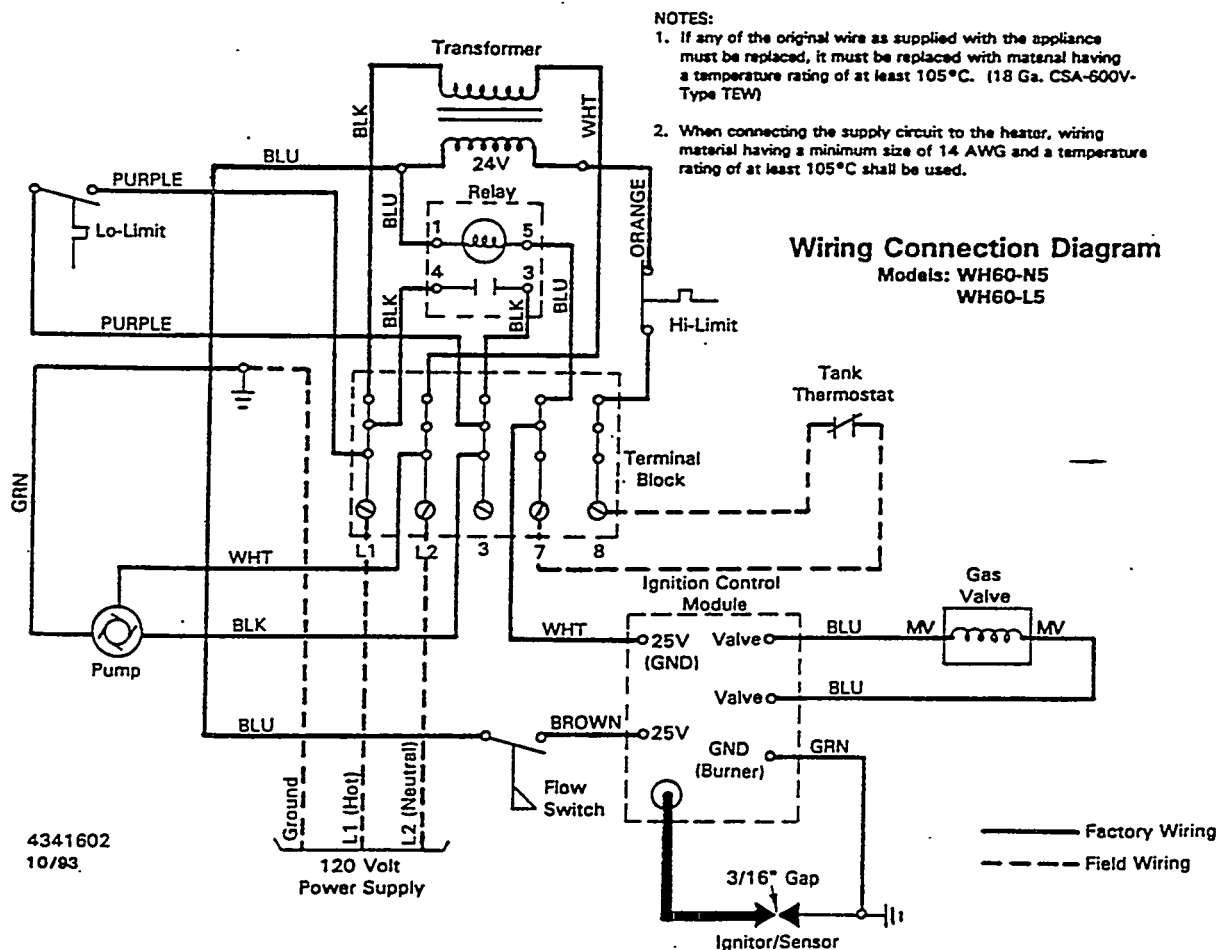 NOTES:
1. If any of the original wire as supplied with the appliance
must be replaced, it must be replaced with material having
a temperature rating of at least 105°C. (18 Ga. CSA-600V-
Type TEW)
2. When connecting the supply circuit to the heater, wiring
material having a minimum size of 14 AWG and a temperature
rating of at least 105°C shall be used.
Wiring Connection Diagram
Models: WH60-N5
WH60-L5
Transformer
BLK
WHT
BLU
24V
PURPLE
Relay
BLU
ORANGE
Lo-Limit
1
5
4
3
BLK
BLK
BLU
Hi-Limit
PURPLE
Tank
Thermostat
Terminal
Block
GRN
L1
L2
3
7
8
WHT
Ignition Control
Module
Gas
Valve
BLK
WHT
25V
(GND)
Valve
BLU
MV
MV
Pump
Valve
BLU
BLU
BROWN
25V
GND
(Burner)
GRN
Flow
Switch
Ground
L1 (Hot)
L2 (Neutral)
4341602
10/93
120 Volt
Power Supply
Factory Wiring
Field Wiring
3/16" Gap
Ignitor/Sensor